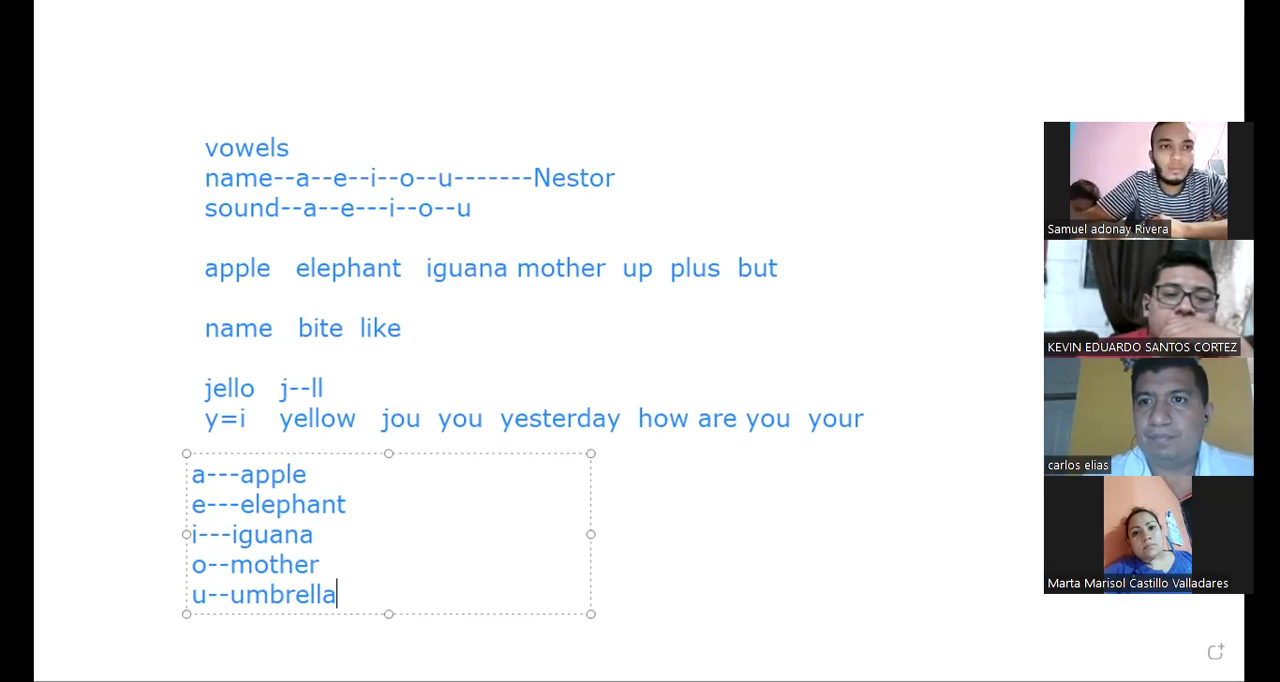 vowels
name--a--e--i--o--u-------Nestor
sound--a--e---i--o--u
apple elephant iguana mother up plus but
name bite like
jello j--ll
y=i yellow jou you yesterday how are you your
a---apple
e---elephant
i---iguana
o--mother
u--umbrella
Samuel adonay Rivera
KEVIN EDUARDO SANTOS CORTEZ
carlos elias
Marta Marisol Castillo Valladares